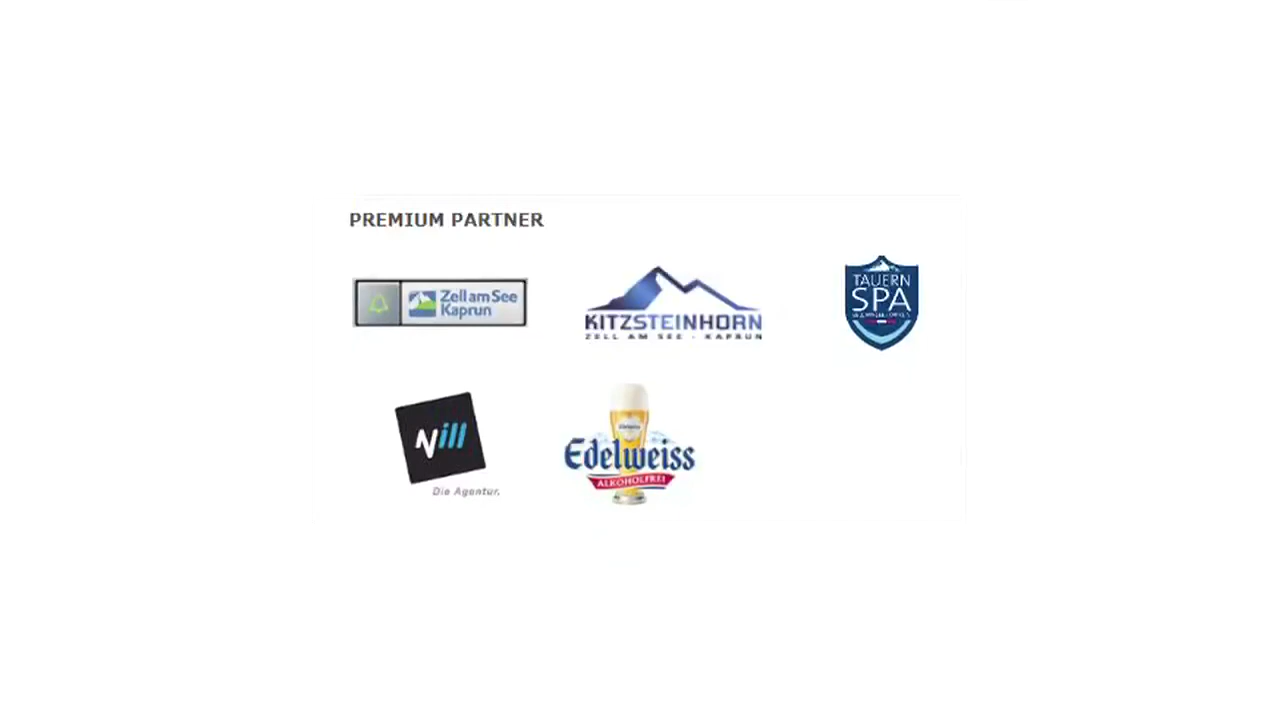 PREMIUM PARTNER
Zell am See
Kaprun
KITZSTEINHORN
ZELL AM SEE - KAPRUN
TAUERN
SPA
Nill
Die Agentur.
Edelweiss
ALKOHOLFREI